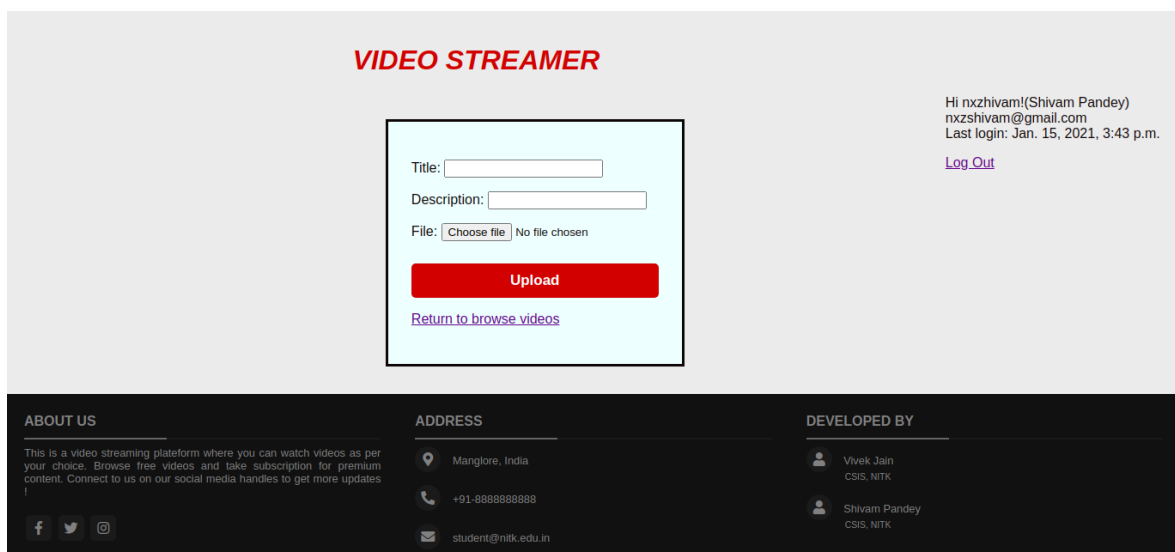 VIDEO STREAMER
Hi nxzhivam!(Shivam Pandey)
nxzshivam@gmail.com
Last login: Jan. 15, 2021, 3:43 p.m.
Log Out
Title:
Description:
File: Choose file No file chosen
Upload
Return to browse videos
ABOUT US
This is a video streaming plateform where you can watch videos as per
your choice. Browse free videos and take subscription for premium
content. Connect to us on our social media handles to get more updates
!
ADDRESS
Manglore, India
+91-8888888888
student@nitk.edu.in
DEVELOPED BY
Vivek Jain
CSIS, NITK
Shivam Pandey
CSIS, NITK